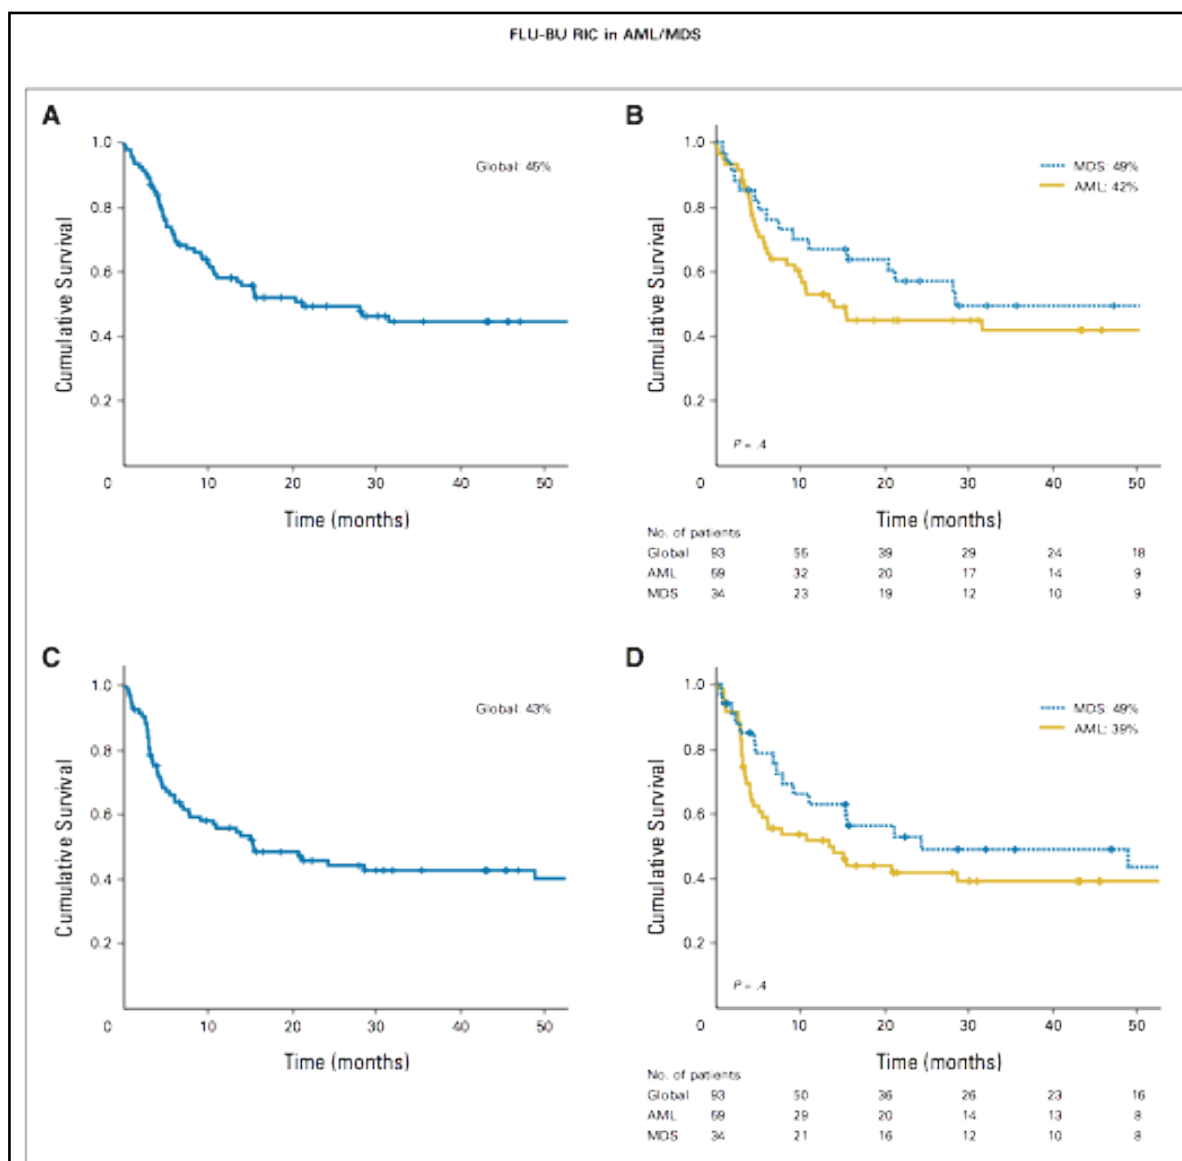 FLU-BU RIC in AML/MDS
A
Global: 45%
1.0
0.8
0.6
0.4
0.2
Cumulative Survival
0 10 20 30 40 50
Time (months)
B
MDS: 49%
AML: 42%
1.0
0.8
0.6
0.4
0.2
Cumulative Survival
P = .4
0 10 20 30 40 50
Time (months)
No. of patients
Global 93 55 39 29 24 18
AML 59 32 20 17 14 9
MDS 34 23 19 12 10 9
C
Global: 43%
1.0
0.8
0.6
0.4
0.2
Cumulative Survival
0 10 20 30 40 50
Time (months)
D
MDS: 49%
AML: 39%
1.0
0.8
0.6
0.4
0.2
Cumulative Survival
P = .4
0 10 20 30 40 50
Time (months)
No. of patients
Global 93 50 36 26 23 16
AML 59 29 20 14 13 8
MDS 34 21 16 12 10 8